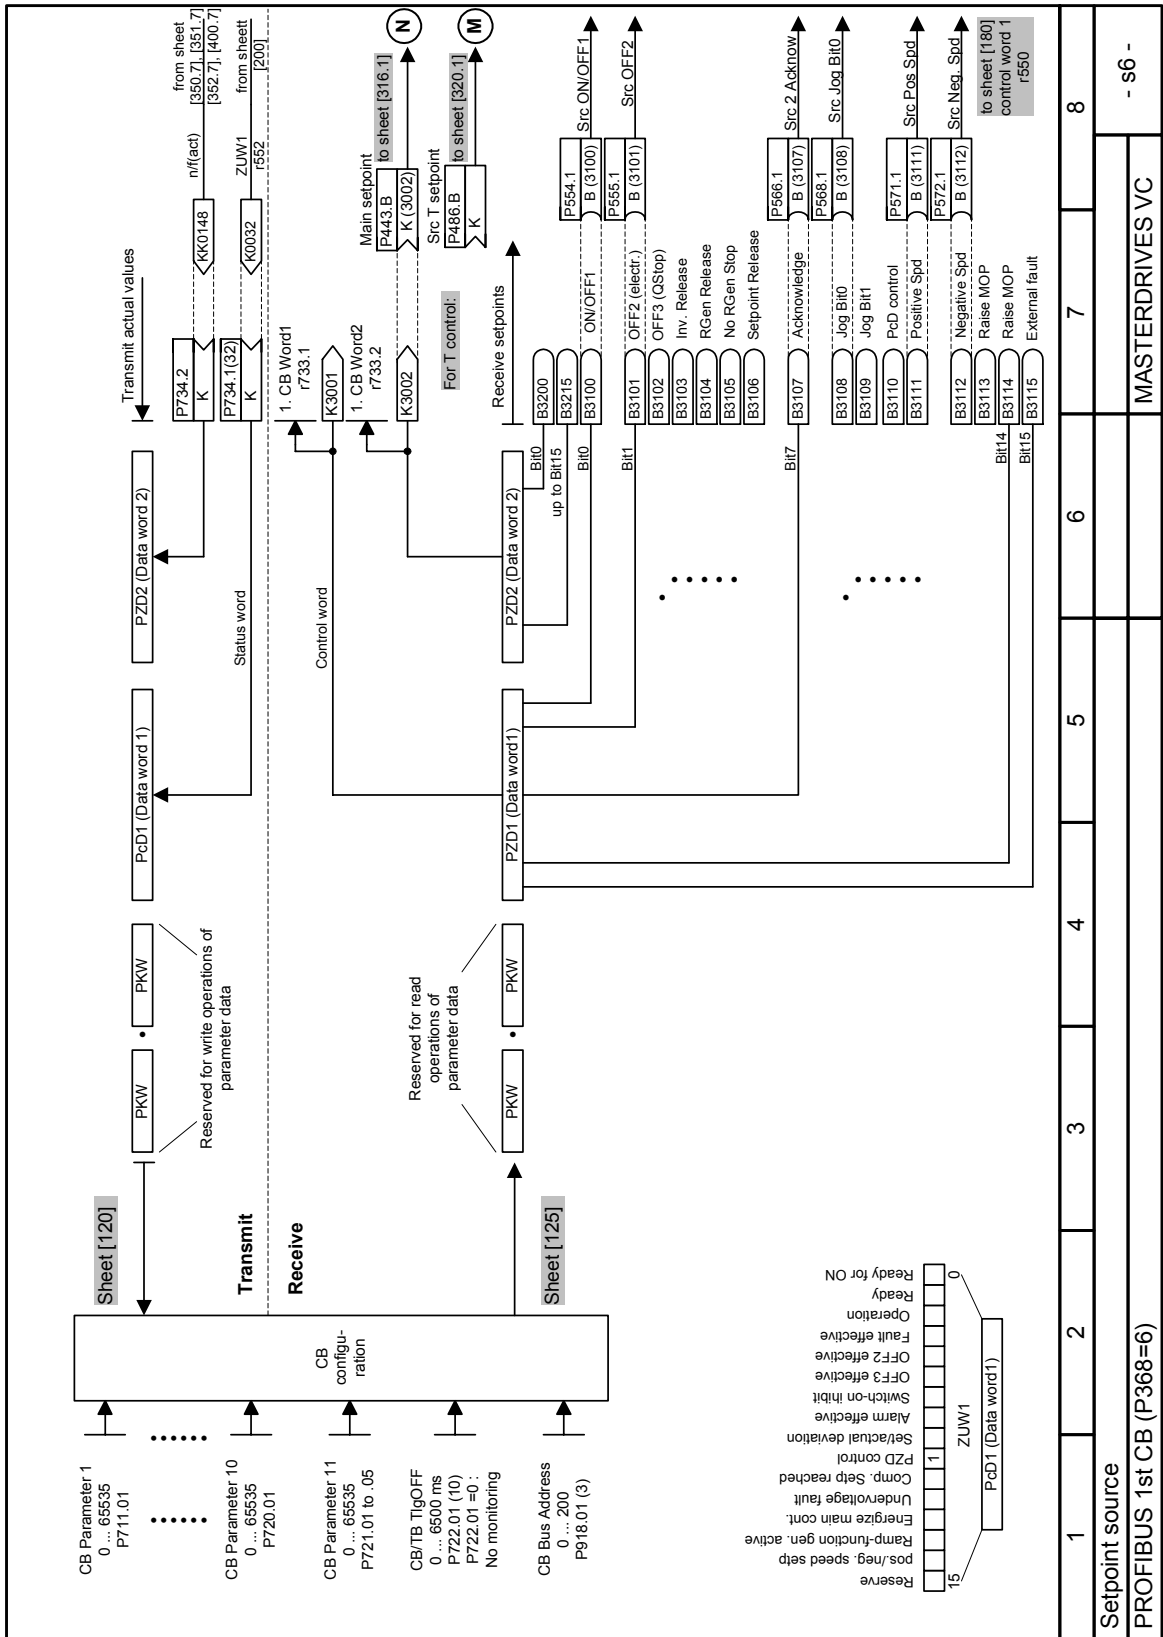 CB Parameter 1
0 ... 65535
P711.01
CB Parameter 10
0 ... 65535
P720.01
CB Parameter 11
0 ... 65535
P721.01 to .05
CB/TB TlgOFF
0 ... 6500 ms
P722.01 (10)
P722.01 =0 :
No monitoring
CB Bus Address
0 ... 200
P918.01 (3)
CB
configu-
ration
Sheet [120]
Transmit
Receive
Sheet [125]
PKW
PKW
Reserved for write operations of
parameter data
PcD1 (Data word 1)
PZD2 (Data word 2)
Status word
Transmit actual values
P734.2
K
KK0148
n/f(act)
from sheet
[350.7], [351.7]
[352.7], [400.7]
P734.1(32)
K
K0032
ZUW1
r552
from sheett
[200]
Control word
1. CB Word1
r733.1
K3001
1. CB Word2
r733.2
K3002
Main setpoint
P443.B
K (3002)
to sheet [316.1]
N
For T control:
Src T setpoint
P486.B
K
to sheet [320.1]
M
PKW
PKW
Reserved for read
operations of
parameter data
PZD1 (Data word1)
PZD2 (Data word 2)
Receive setpoints
Bit0
B3200
up to Bit15
B3215
Bit0
B3100
ON/OFF1
P554.1
B (3100)
Src ON/OFF1
Bit1
B3101
OFF2 (electr.)
P555.1
B (3101)
Src OFF2
B3102
OFF3 (QStop)
B3103
Inv. Release
B3104
RGen Release
B3105
No RGen Stop
B3106
Setpoint Release
Bit7
B3107
Acknowledge
P566.1
B (3107)
Src 2 Acknow
B3108
Jog Bit0
P568.1
B (3108)
Src Jog Bit0
B3109
Jog Bit1
B3110
PcD control
B3111
Positive Spd
P571.1
B (3111)
Src Pos Spd
B3112
Negative Spd
P572.1
B (3112)
Src Neg. Spd
B3113
Raise MOP
Bit14
B3114
Raise MOP
Bit15
B3115
External fault
to sheet [180]
control word 1
r550
Reserve
pos./neg. speed setp
Ramp-function gen. active
Energize main cont.
Undervoltage fault
Comp. Setp reached
PZD control
Set/actual deviation
Alarm effective
Switch-on ihibit
OFF3 effective
OFF2 effective
Fault effective
Operation
Ready
Ready for ON
1
15
0
ZUW1
PcD1 (Data word1)
1
2
3
4
5
6
7
8
Setpoint source
- s6 -
PROFIBUS 1st CB (P368=6)
MASTERDRIVES VC